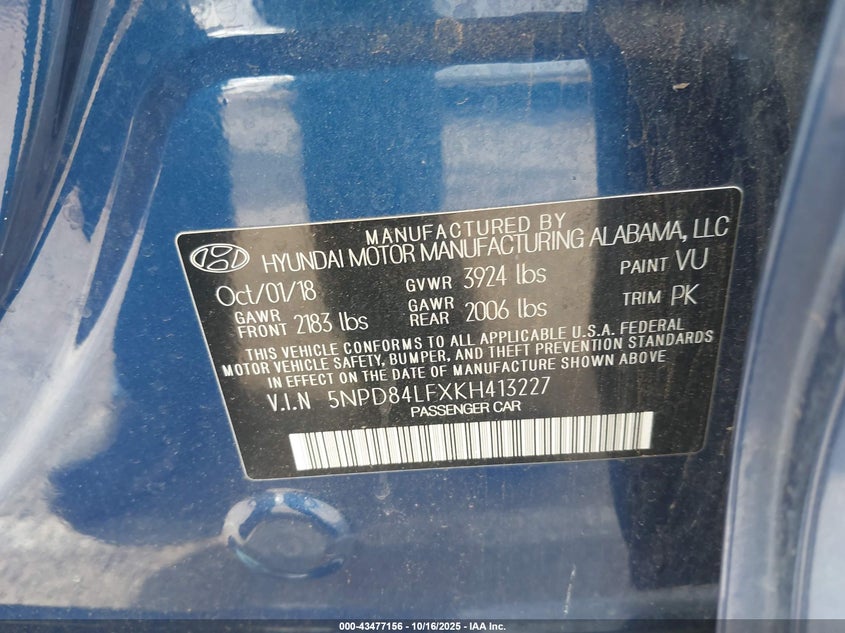 MANUFACTURED BY
HYUNDAI MOTOR MANUFACTURING ALABAMA, LLC
Oct/01/18 GVWR 3924 lbs PAINT VU
GAWR FRONT 2183 lbs GAWR REAR 2006 lbs TRIM PK
THIS VEHICLE CONFORMS TO ALL APPLICABLE U.S.A. FEDERAL
MOTOR VEHICLE SAFETY, BUMPER, AND THEFT PREVENTION STANDARDS
IN EFFECT ON THE DATE OF MANUFACTURE SHOWN ABOVE
V.I.N 5NPD84LFXKH413227
PASSENGER CAR
000-43477156 - 10/16/2025 - IAA Inc.